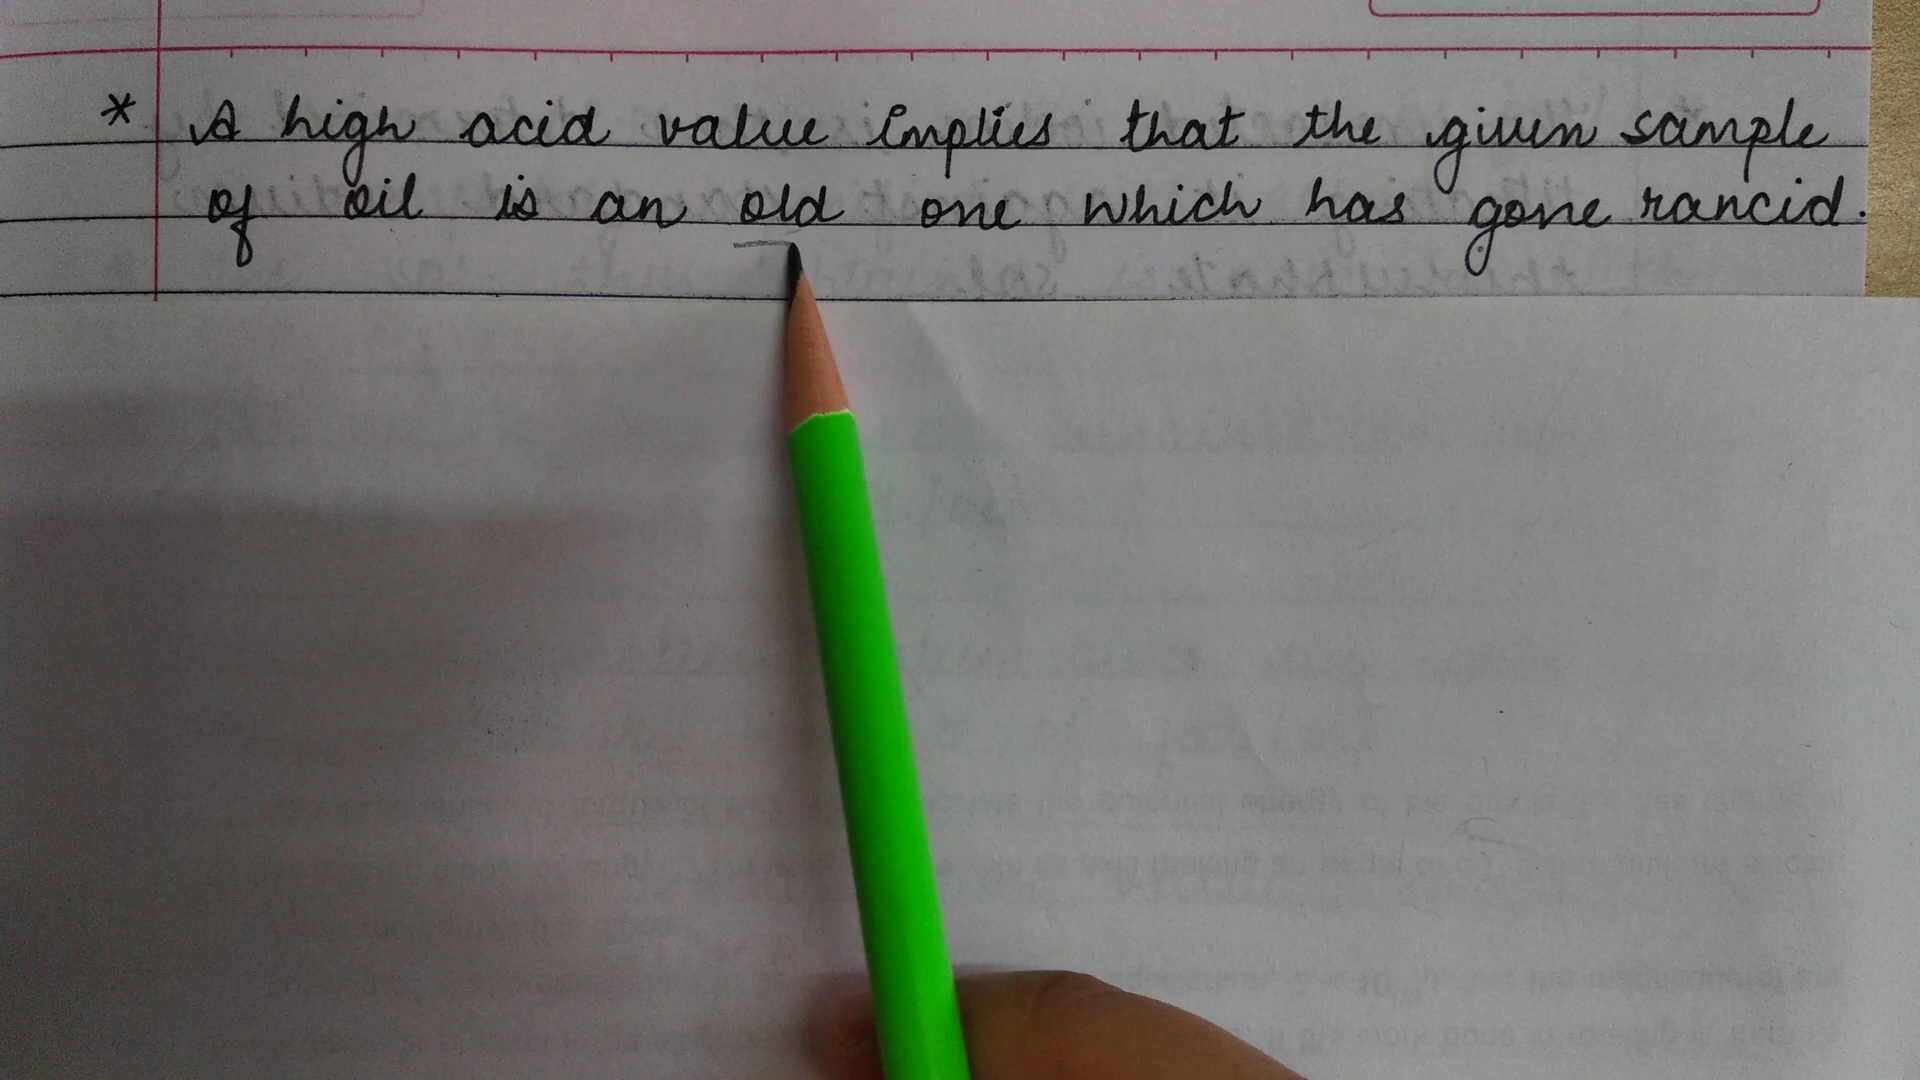 * A high acid value implies that the given sample
of oil is an old one which has gone rancid.